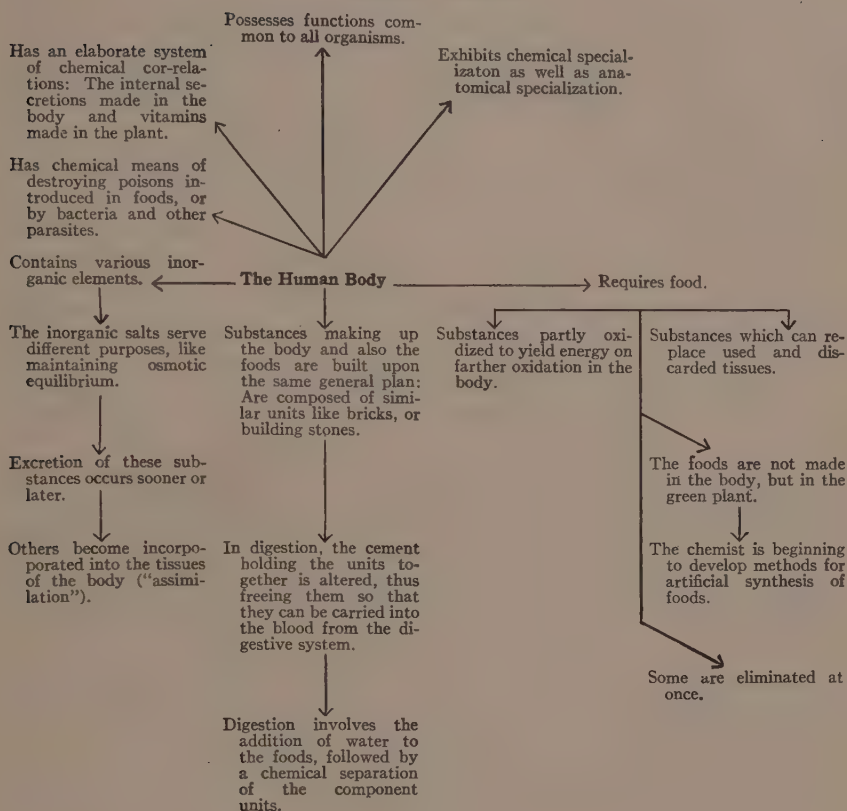 Possesses functions com-
mon to all organisms.
Has an elaborate system
of chemical cor-rela-
tions: The internal se-
cretions made in the
body and vitamins
made in the plant.
Exhibits chemical special-
izaton as well as ana-
tomical specialization.
Has chemical means of
destroying poisons in-
troduced in foods, or
by bacteria and other
parasites.
Contains various inor-
ganic elements.
The Human Body
Requires food.
The inorganic salts serve
different purposes, like
maintaining osmotic
equilibrium.
Excretion of these sub-
stances occurs sooner or
later.
Others become incorpo-
porated into the tissues
of the body ("assimi-
lation").
Substances making up
the body and also the
foods are built upon
the same general plan:
Are composed of simi-
lar units like bricks, or
building stones.
In digestion, the cement
holding the units to-
gether is altered, thus
freeing them so that
they can be carried into
the blood from the di-
gestive system.
Digestion involves the
addition of water to
the foods, followed by
a chemical separation
of the component
units.
Substances partly oxi-
dized to yield energy on
farther oxidation in the
body.
Substances which can re-
place used and dis-
carded tissues.
The foods are not made
in the body, but in the
green plant.
The chemist is beginning
to develop methods for
artificial synthesis of
foods.
Some are eliminated at
once.